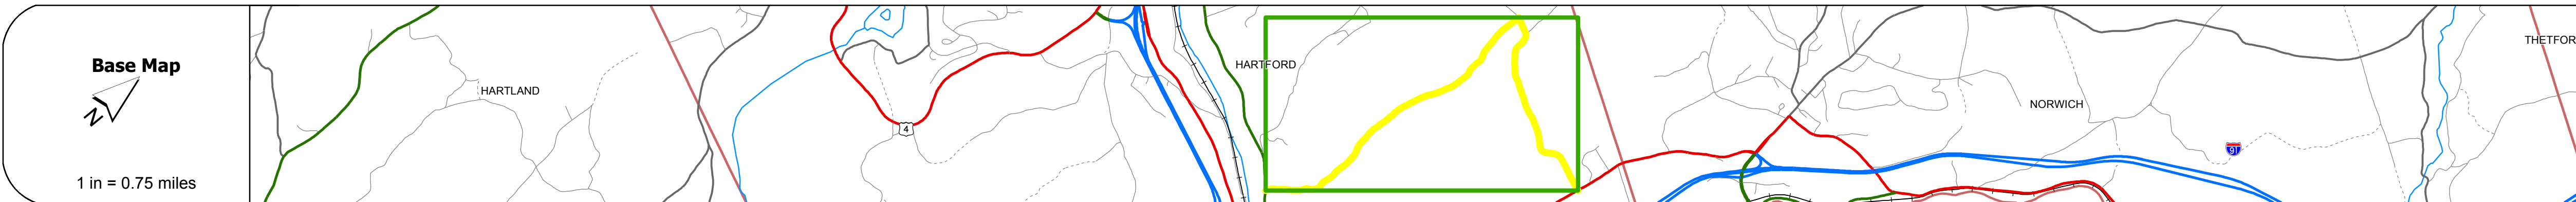 Base Map
N
1 in = 0.75 miles
HARTLAND
4
HARTFORD
NORWICH
91
THETFOR